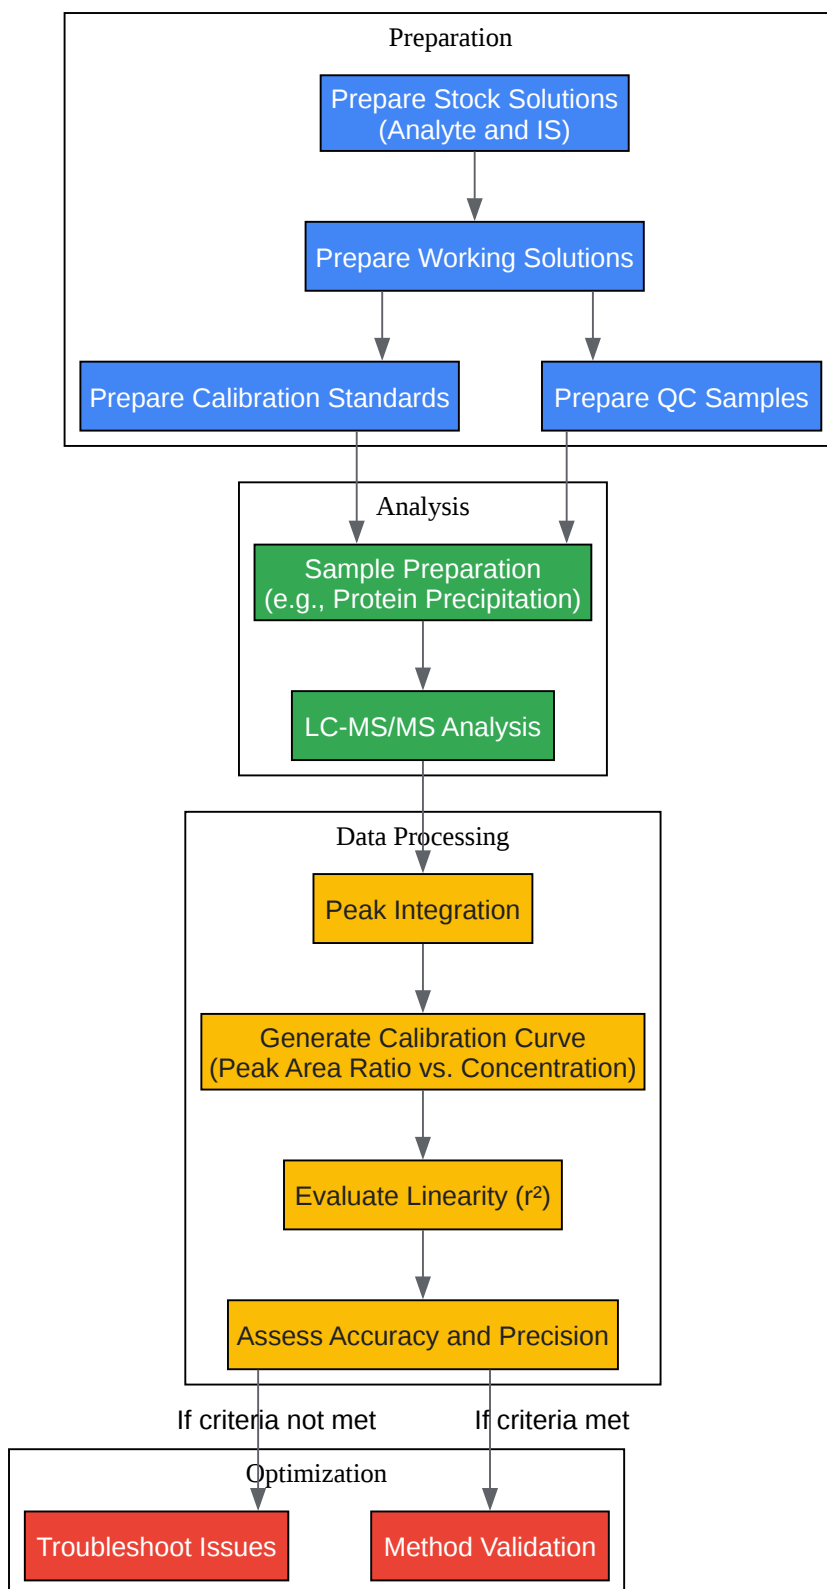 Preparation
Prepare Stock Solutions
(Analyte and IS)
Prepare Working Solutions
Prepare Calibration Standards
Prepare QC Samples
Analysis
Sample Preparation
(e.g., Protein Precipitation)
LC-MS/MS Analysis
Data Processing
Peak Integration
Generate Calibration Curve
(Peak Area Ratio vs. Concentration)
Evaluate Linearity (r²)
Assess Accuracy and Precision
If criteria not met
If criteria met
Optimization
Troubleshoot Issues
Method Validation